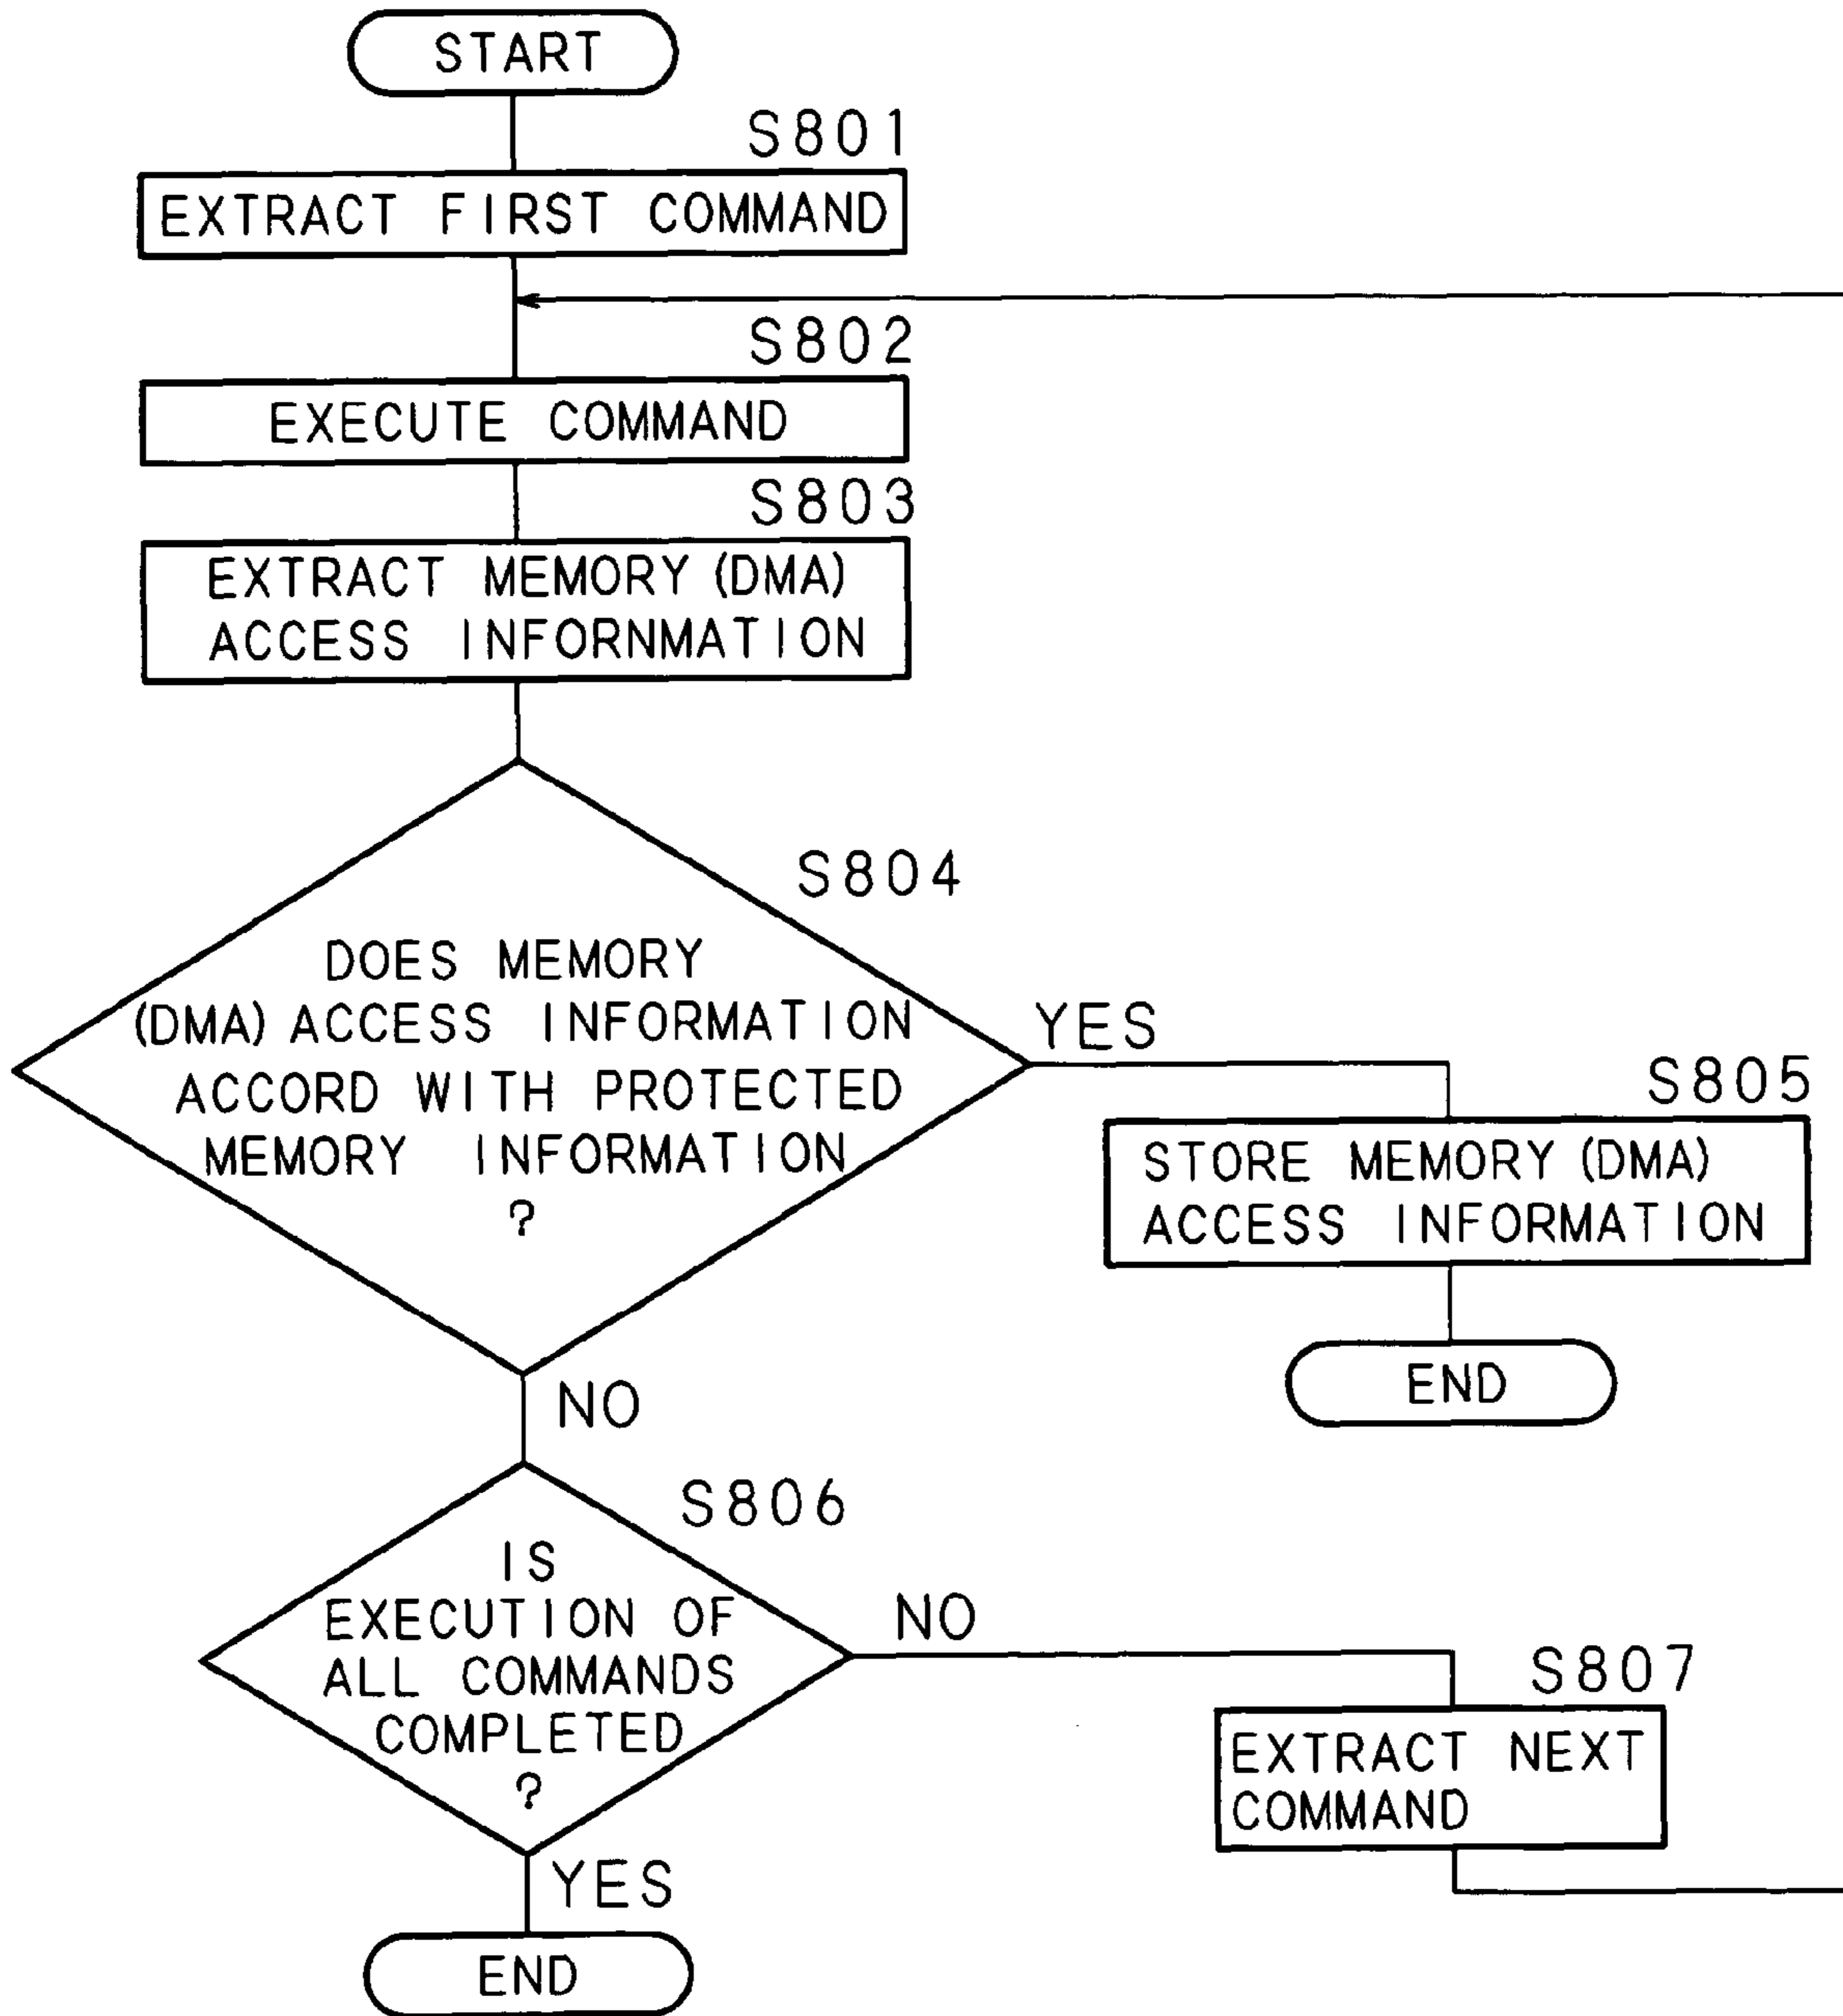 START
S801
EXTRACT FIRST COMMAND
S802
EXECUTE COMMAND
S803
EXTRACT MEMORY (DMA)
ACCESS INFORNMATION
S804
DOES MEMORY
(DMA) ACCESS INFORMATION
ACCORD WITH PROTECTED
MEMORY INFORMATION
?
YES
S805
STORE MEMORY (DMA)
ACCESS INFORMATION
END
NO
S806
IS
EXECUTION OF
ALL COMMANDS
COMPLETED
?
NO
S807
EXTRACT NEXT
COMMAND
YES
END